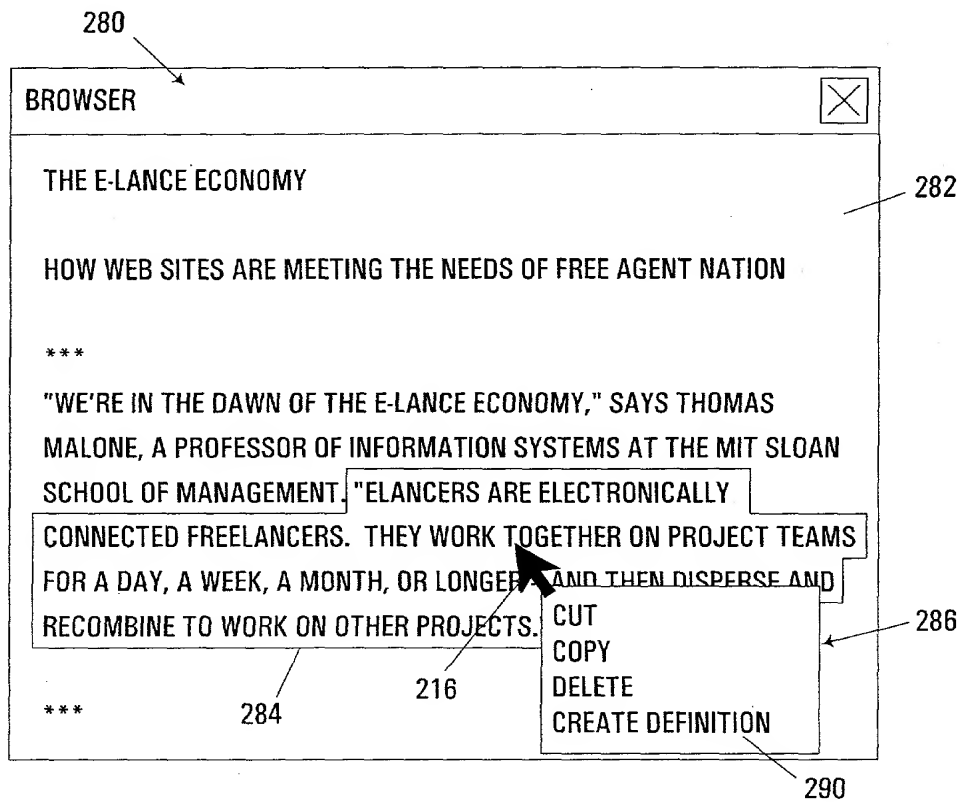 280
BROWSER
THE E-LANCE ECONOMY
282
HOW WEB SITES ARE MEETING THE NEEDS OF FREE AGENT NATION
***
"WE'RE IN THE DAWN OF THE E-LANCE ECONOMY," SAYS THOMAS
MALONE, A PROFESSOR OF INFORMATION SYSTEMS AT THE MIT SLOAN
SCHOOL OF MANAGEMENT. "ELANCERS ARE ELECTRONICALLY
CONNECTED FREELANCERS. THEY WORK TOGETHER ON PROJECT TEAMS
FOR A DAY, A WEEK, A MONTH, OR LONGER - AND THEN DISPERSE AND
RECOMBINE TO WORK ON OTHER PROJECTS.
CUT
286
COPY
216
DELETE
***
284
CREATE DEFINITION
290